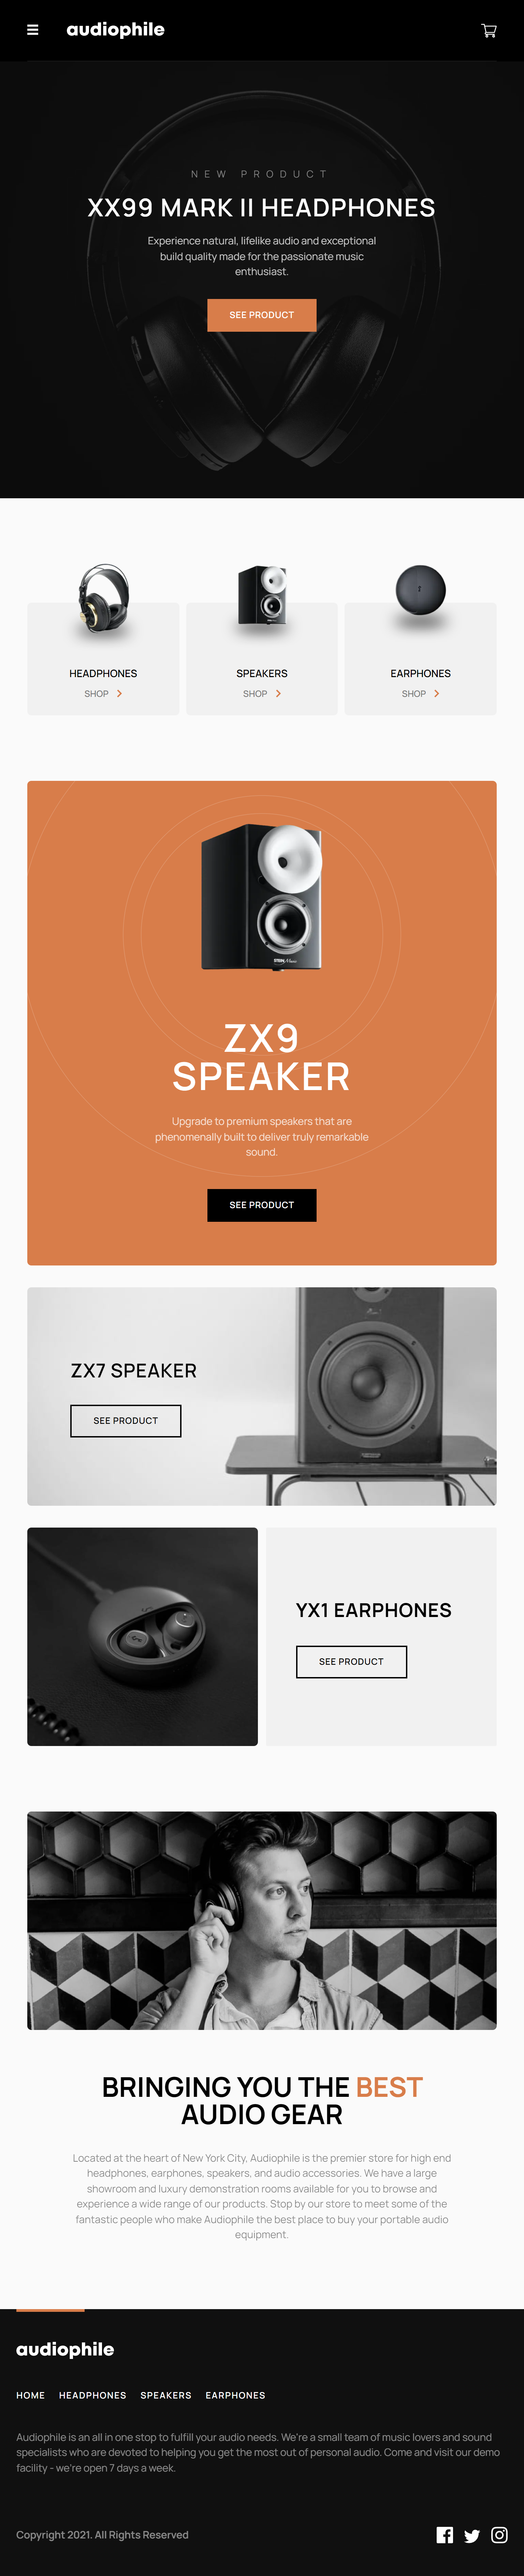 audiophile
NEW PRODUCT
XX99 MARK II HEADPHONES
Experience natural, lifelike audio and exceptional
build quality made for the passionate music
enthusiast.
SEE PRODUCT
HEADPHONES
SHOP
SPEAKERS
SHOP
EARPHONES
SHOP
ZX9
SPEAKER
Upgrade to premium speakers that are
phenomenally built to deliver truly remarkable
sound.
SEE PRODUCT
ZX7 SPEAKER
SEE PRODUCT
YX1 EARPHONES
SEE PRODUCT
BRINGING YOU THE BEST
AUDIO GEAR
Located at the heart of New York City, Audiophile is the premier store for high end
headphones, earphones, speakers, and audio accessories. We have a large
showroom and luxury demonstration rooms available for you to browse and
experience a wide range of our products. Stop by our store to meet some of the
fantastic people who make Audiophile the best place to buy your portable audio
equipment.
audiophile
HOME HEADPHONES SPEAKERS EARPHONES
Audiophile is an all in one stop to fulfill your audio needs. We're a small team of music lovers and sound
specialists who are devoted to helping you get the most out of personal audio. Come and visit our demo
facility - we're open 7 days a week.
Copyright 2021. All Rights Reserved